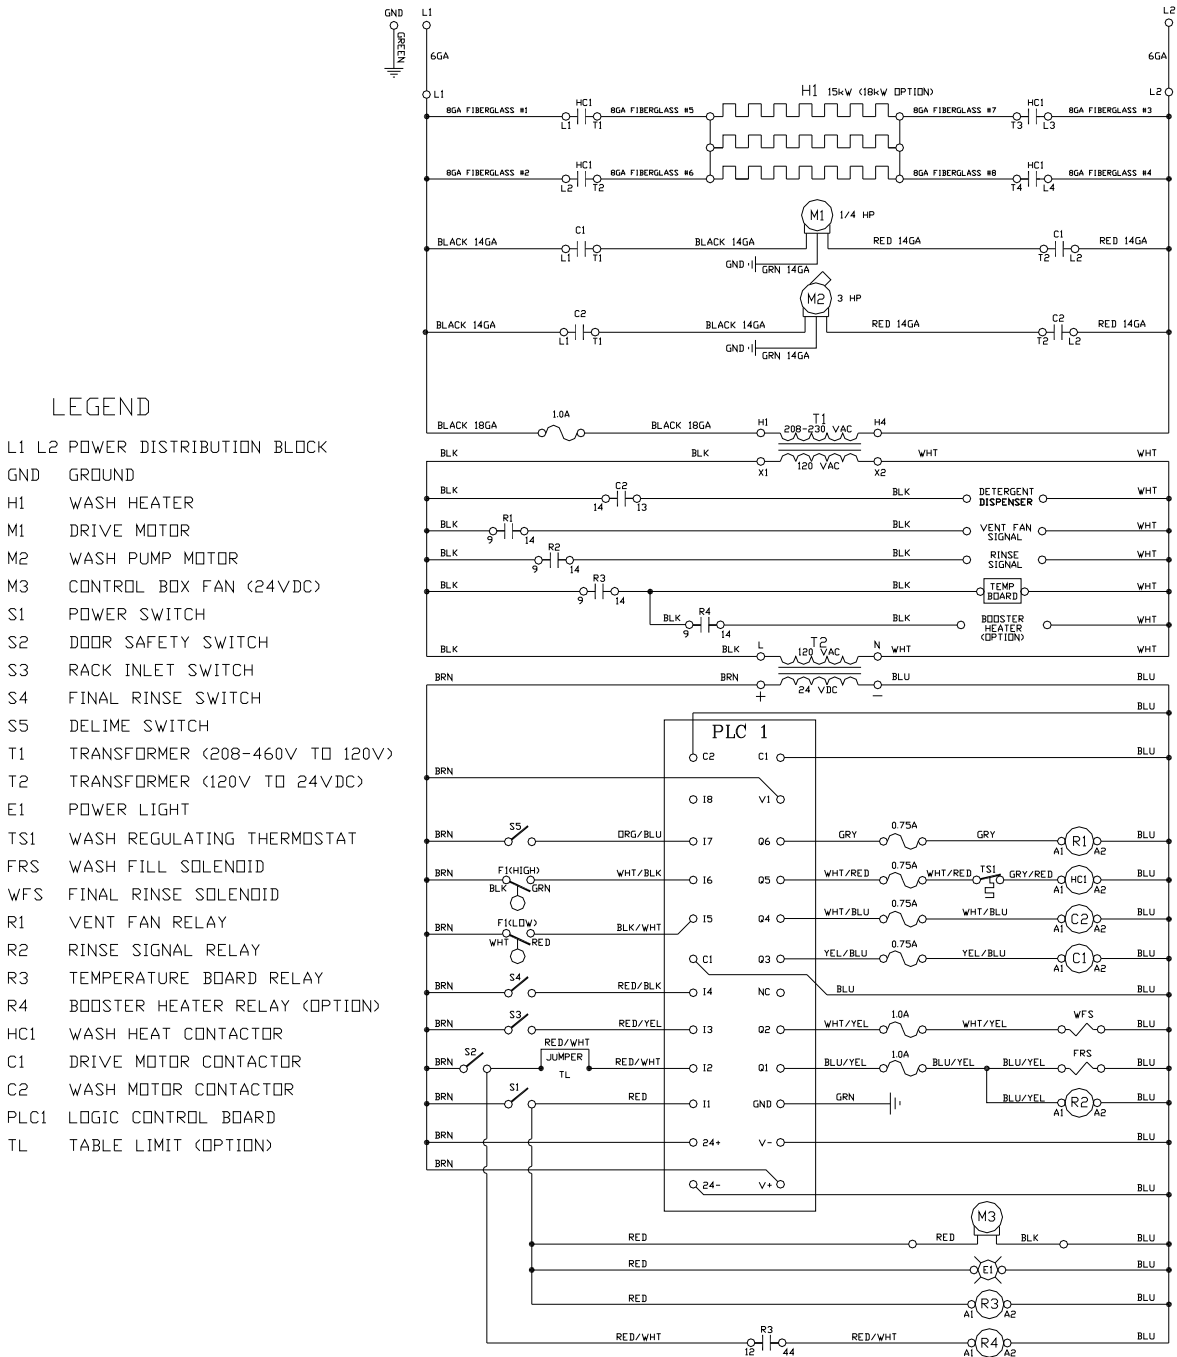 GND L1 L2
GREEN
6GA 6GA
L1 L2
H1 15kW (18kW OPTION)
8GA FIBERGLASS #1 HC1 8GA FIBERGLASS #5 8GA FIBERGLASS #7 HC1 8GA FIBERGLASS #3
L1 T1 T3 L3
8GA FIBERGLASS #2 HC1 8GA FIBERGLASS #6 8GA FIBERGLASS #8 HC1 8GA FIBERGLASS #4
L2 T2 T4 L4
M1 1/4 HP
BLACK 14GA C1 BLACK 14GA RED 14GA C1 RED 14GA
L1 T1 T2 L2
GND GRN 14GA
M2 3 HP
BLACK 14GA C2 BLACK 14GA RED 14GA C2 RED 14GA
L1 T1 T2 L2
GND GRN 14GA
BLACK 18GA 1.0A BLACK 18GA H1 T1 H4
208-230 VAC
BLK BLK X1 120 VAC X2 WHT WHT
BLK C2 BLK DETERGENT DISPENSER WHT
14 13
BLK R1 BLK VENT FAN SIGNAL WHT
9 14
BLK R2 BLK RINSE SIGNAL WHT
9 14
BLK R3 BLK TEMP BOARD WHT
9 14
BLK R4 BLK BOOSTER HEATER (OPTION) WHT
9 14
BLK BLK L T2 N WHT WHT
120 VAC
BRN BRN + 24 VDC − BLU BLU
BLU
PLC 1
C2 C1 BLU
BRN
I8 V1
BRN S5 ORG/BLU I7 Q6 GRY 0.75A GRY R1 A1 A2 BLU
BRN F1(HIGH) BLK GRN WHT/BLK I6 Q5 WHT/RED 0.75A WHT/RED TS1 GRY/RED HC1 A1 A2 BLU
BRN F1(LOW) WHT RED BLK/WHT I5 Q4 WHT/BLU 0.75A WHT/BLU C2 A1 A2 BLU
C1 Q3 YEL/BLU 0.75A YEL/BLU C1 A1 A2 BLU
BRN S4 RED/BLK I4 NC BLU BLU
BRN S3 RED/YEL I3 Q2 WHT/YEL 1.0A WHT/YEL WFS BLU
BRN S2 RED/WHT JUMPER TL RED/WHT I2 Q1 BLU/YEL 1.0A BLU/YEL BLU/YEL FRS BLU
BRN S1 RED I1 GND GRN BLU/YEL R2 A1 A2 BLU
BRN 24+ V- BLU
BRN
24- V+ BLU
M3
RED RED BLK BLU
RED E1 BLU
RED R3 A1 A2 BLU
RED/WHT R3 12 44 RED/WHT R4 A1 A2 BLU
LEGEND
L1 L2 POWER DISTRIBUTION BLOCK
GND GROUND
H1 WASH HEATER
M1 DRIVE MOTOR
M2 WASH PUMP MOTOR
M3 CONTROL BOX FAN (24VDC)
S1 POWER SWITCH
S2 DOOR SAFETY SWITCH
S3 RACK INLET SWITCH
S4 FINAL RINSE SWITCH
S5 DELIME SWITCH
T1 TRANSFORMER (208-460V TO 120V)
T2 TRANSFORMER (120V TO 24VDC)
E1 POWER LIGHT
TS1 WASH REGULATING THERMOSTAT
FRS WASH FILL SOLENOID
WFS FINAL RINSE SOLENOID
R1 VENT FAN RELAY
R2 RINSE SIGNAL RELAY
R3 TEMPERATURE BOARD RELAY
R4 BOOSTER HEATER RELAY (OPTION)
HC1 WASH HEAT CONTACTOR
C1 DRIVE MOTOR CONTACTOR
C2 WASH MOTOR CONTACTOR
PLC1 LOGIC CONTROL BOARD
TL TABLE LIMIT (OPTION)